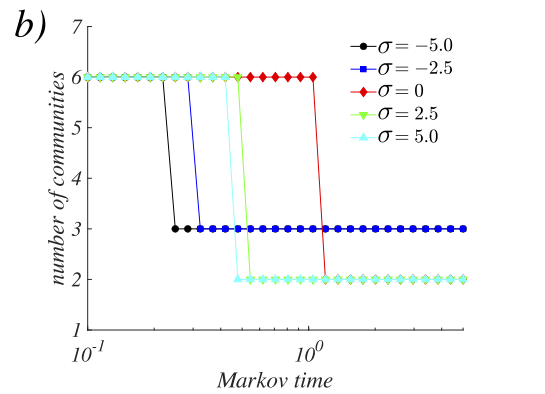 b)
7
6
5
4
3
2
1
number of communities
10^-1
10^0
Markov time
σ = −5.0
σ = −2.5
σ = 0
σ = 2.5
σ = 5.0